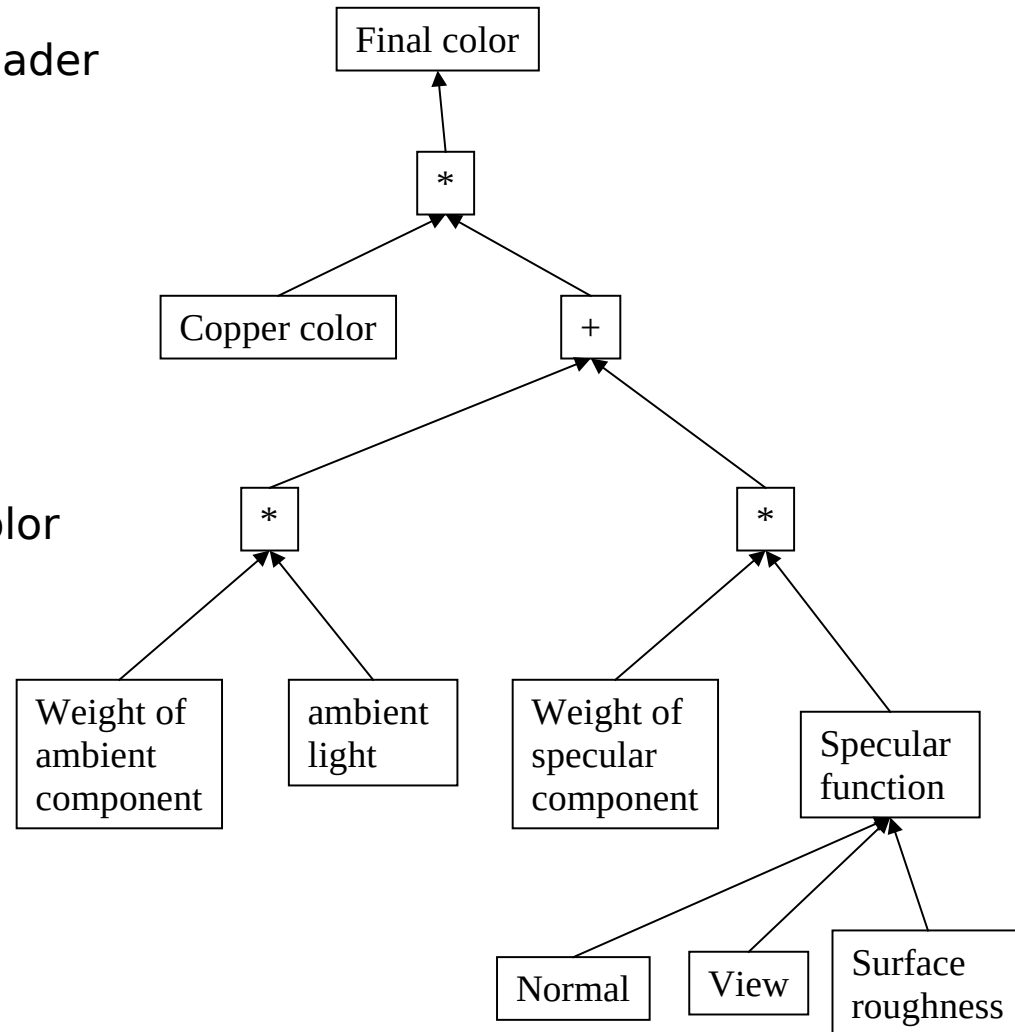 ader
Final color
*
Copper color
+
olor
*
*
Weight of
ambient
component
ambient
light
Weight of
specular
component
Specular
function
Normal
View
Surface
roughness